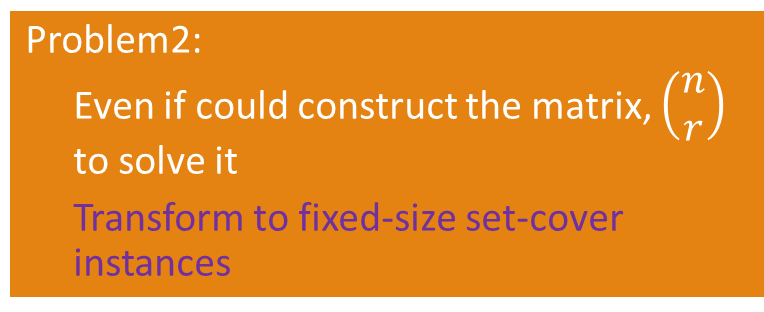 Problem2:
Even if could construct the matrix, (n r)
to solve it
Transform to fixed-size set-cover
instances